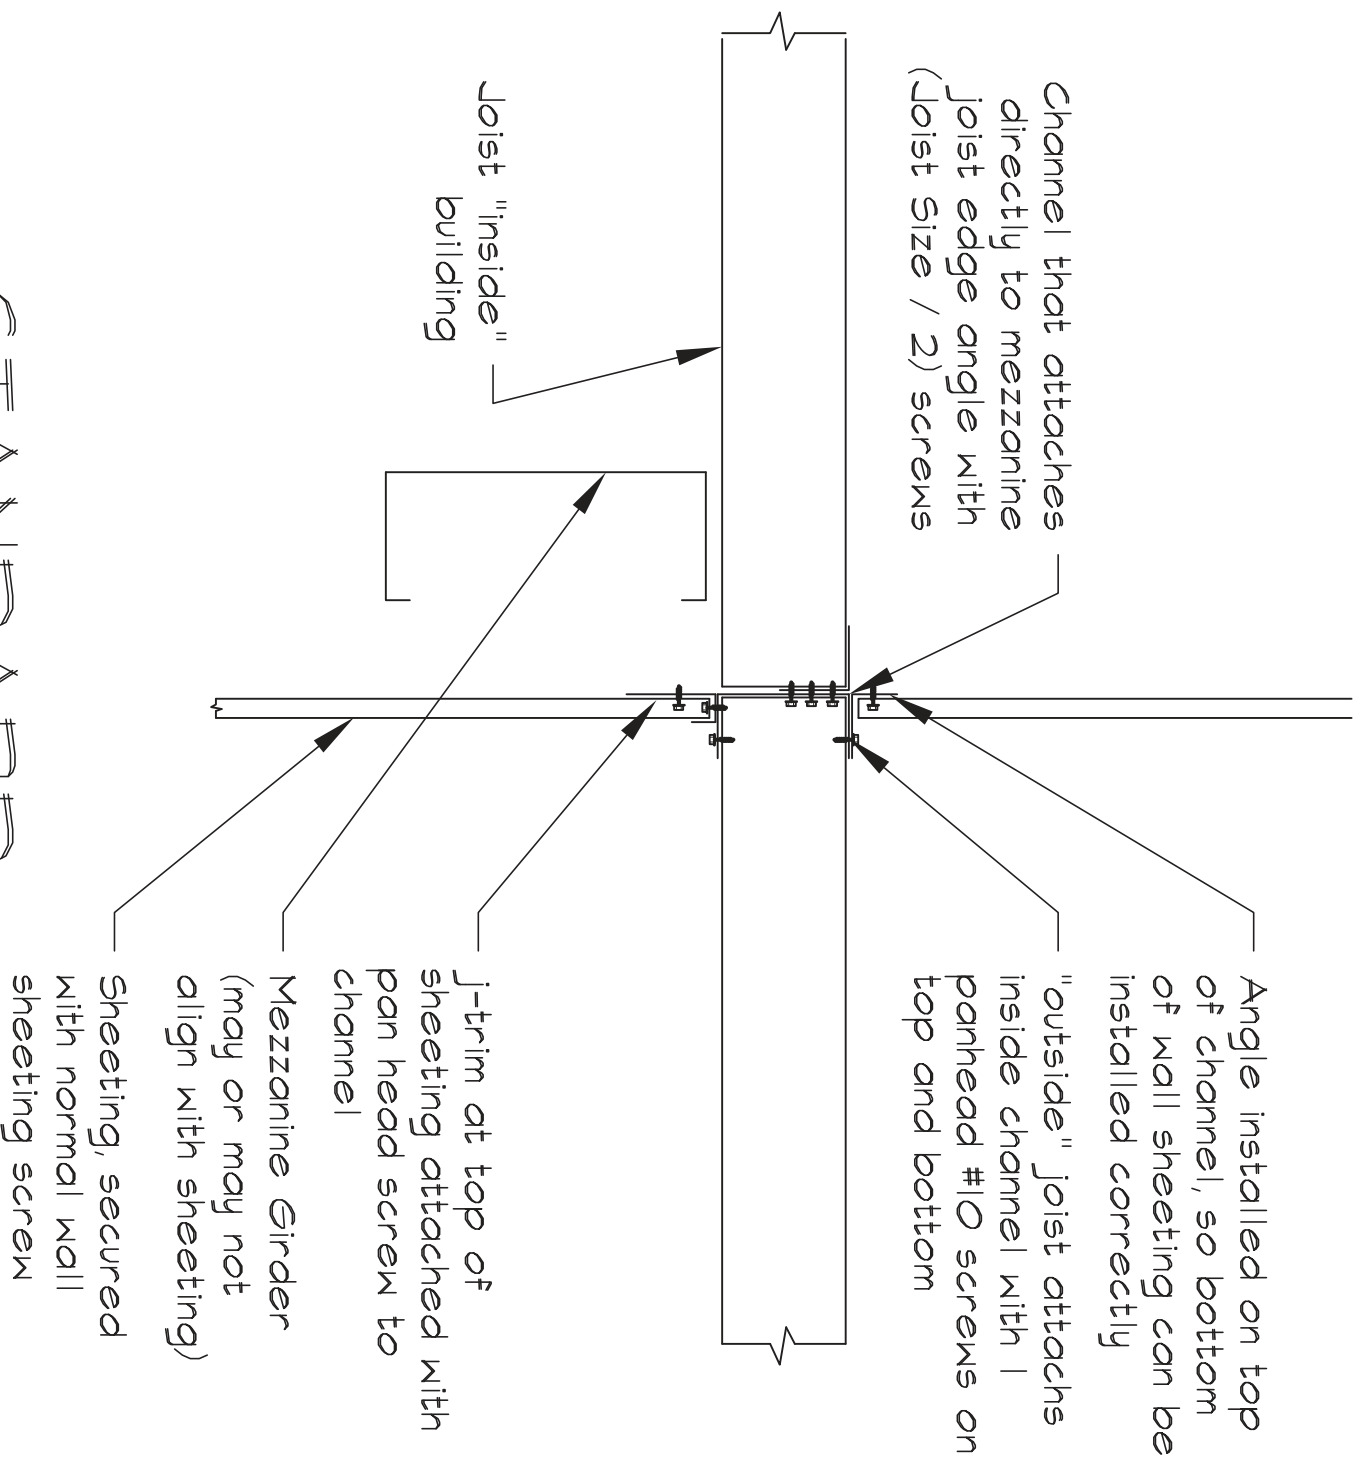 Channel that attaches
directly to mezzanine
joist edge angle with
(Joist Size / 2) screws
Joist "inside"
building
Angle installed on top
of channel, so bottom
of wall sheeting can be
installed correctly
"outside" joist attachs
inside channel with 1
panhead #10 screws on
top and bottom
j-trim at top of
sheeting attached with
pan head screw to
channel
Mezzanine Girder
(may or may not
align with sheeting)
Sheeting, secured
with normal wall
sheeting screw